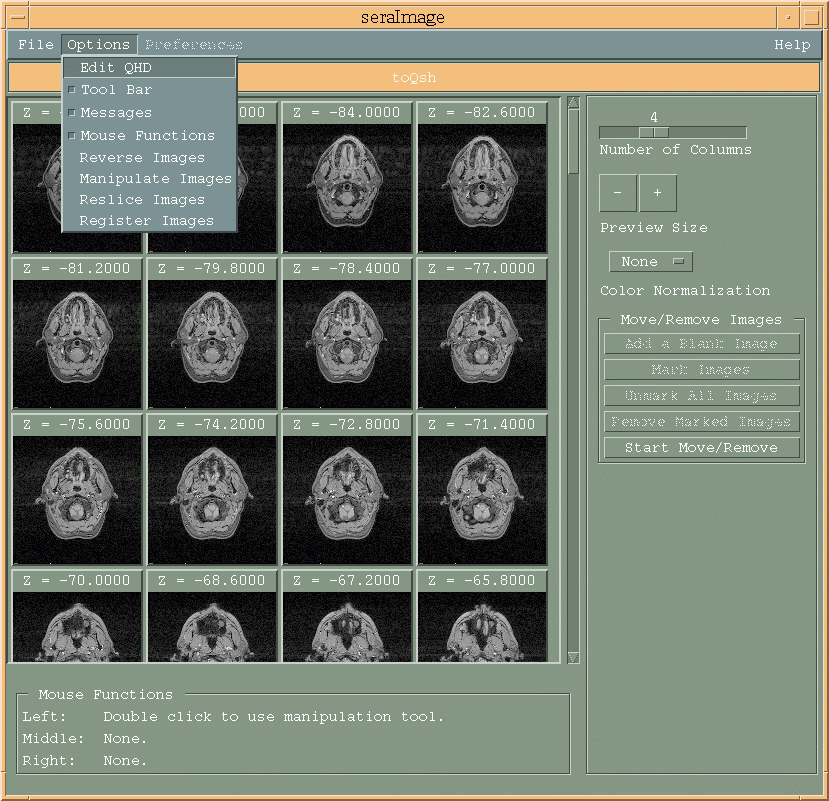 seraImage
File Options Preferences Help
toQsh
Edit QHD
Tool Bar
Messages
Mouse Functions
Reverse Images
Manipulate Images
Reslice Images
Register Images
Z = -84.0000 Z = -82.6000
Z = -81.2000 Z = -79.8000 Z = -78.4000 Z = -77.0000
Z = -75.6000 Z = -74.2000 Z = -72.8000 Z = -71.4000
Z = -70.0000 Z = -68.6000 Z = -67.2000 Z = -65.8000
4
Number of Columns
- +
Preview Size
None
Color Normalization
Move/Remove Images
Add a Blank Image
Mark Images
Unmark All Images
Remove Marked Images
Start Move/Remove
Mouse Functions
Left: Double click to use manipulation tool.
Middle: None.
Right: None.